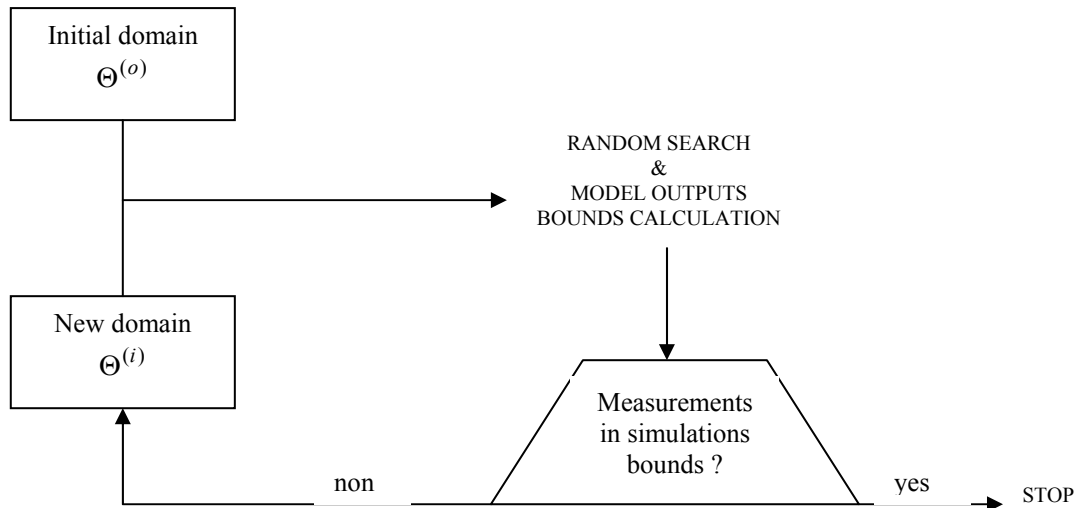 Initial domain
Θ^(o)
RANDOM SEARCH
&
MODEL OUTPUTS
BOUNDS CALCULATION
New domain
Θ^(i)
Measurements
in simulations
bounds ?
non
yes
STOP